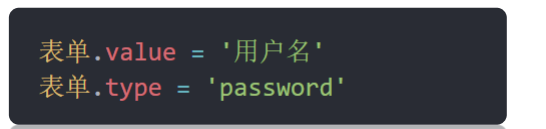 表单.value = '用户名'
表单.type = 'password'